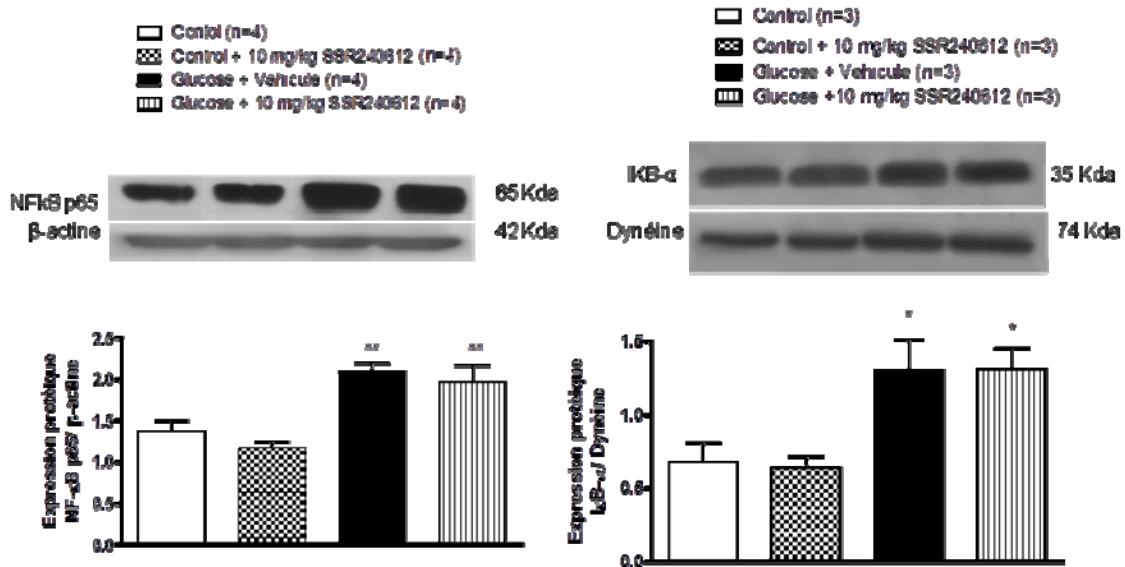 Contol (n=4)
Control + 10 mg/kg SSR240612 (n=4)
Glucose + Vehicule (n=4)
Glucose + 10 mg/kg SSR240612 (n=4)
NFkB p65
65 Kda
β-actine
42 Kda
2.5
2.0
1.5
1.0
0.5
0.0
**
**
Expression protéique
NF-κB p65/ β-actine
Control (n=3)
Control + 10 mg/kg SSR240612 (n=3)
Glucose + Vehicule (n=3)
Glucose +10 mg/kg SSR240612 (n=3)
IKB-α
35 Kda
Dynéine
74 Kda
1.5
1.0
0.5
0.0
*
*
Expression protéique
IκB-α/ Dynéine